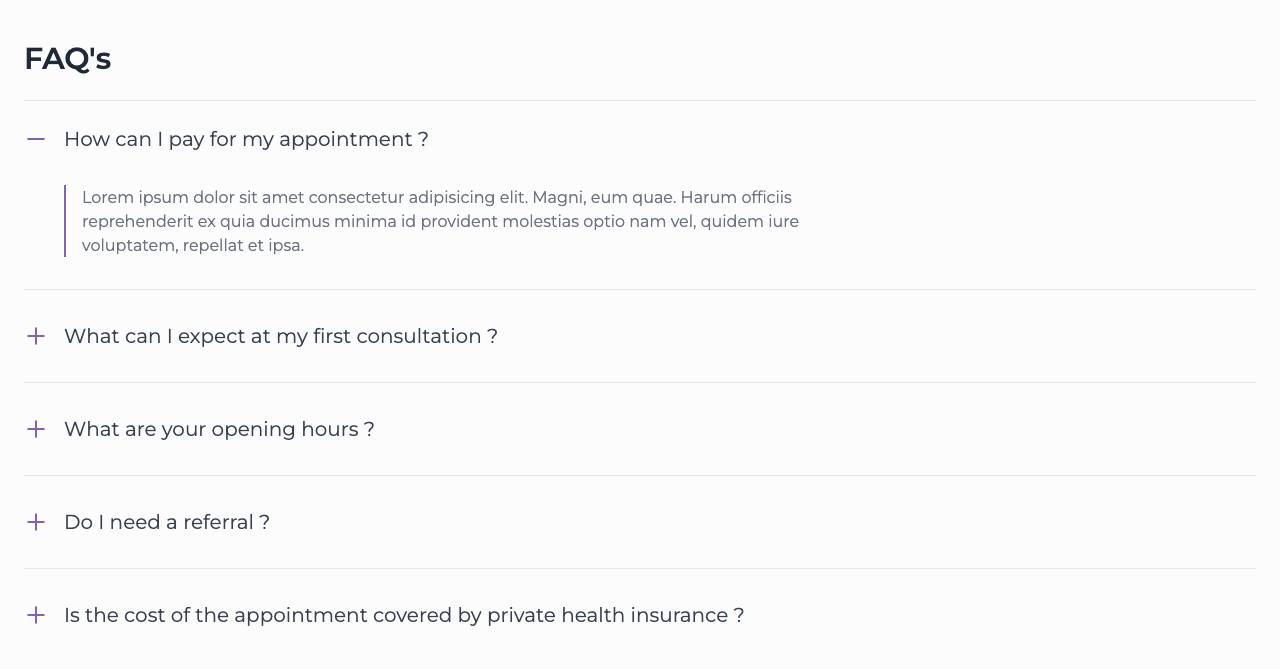 FAQ's
How can I pay for my appointment ?
Lorem ipsum dolor sit amet consectetur adipisicing elit. Magni, eum quae. Harum officiis
reprehenderit ex quia ducimus minima id provident molestias optio nam vel, quidem iure
voluptatem, repellat et ipsa.
What can I expect at my first consultation ?
What are your opening hours ?
Do I need a referral ?
Is the cost of the appointment covered by private health insurance ?